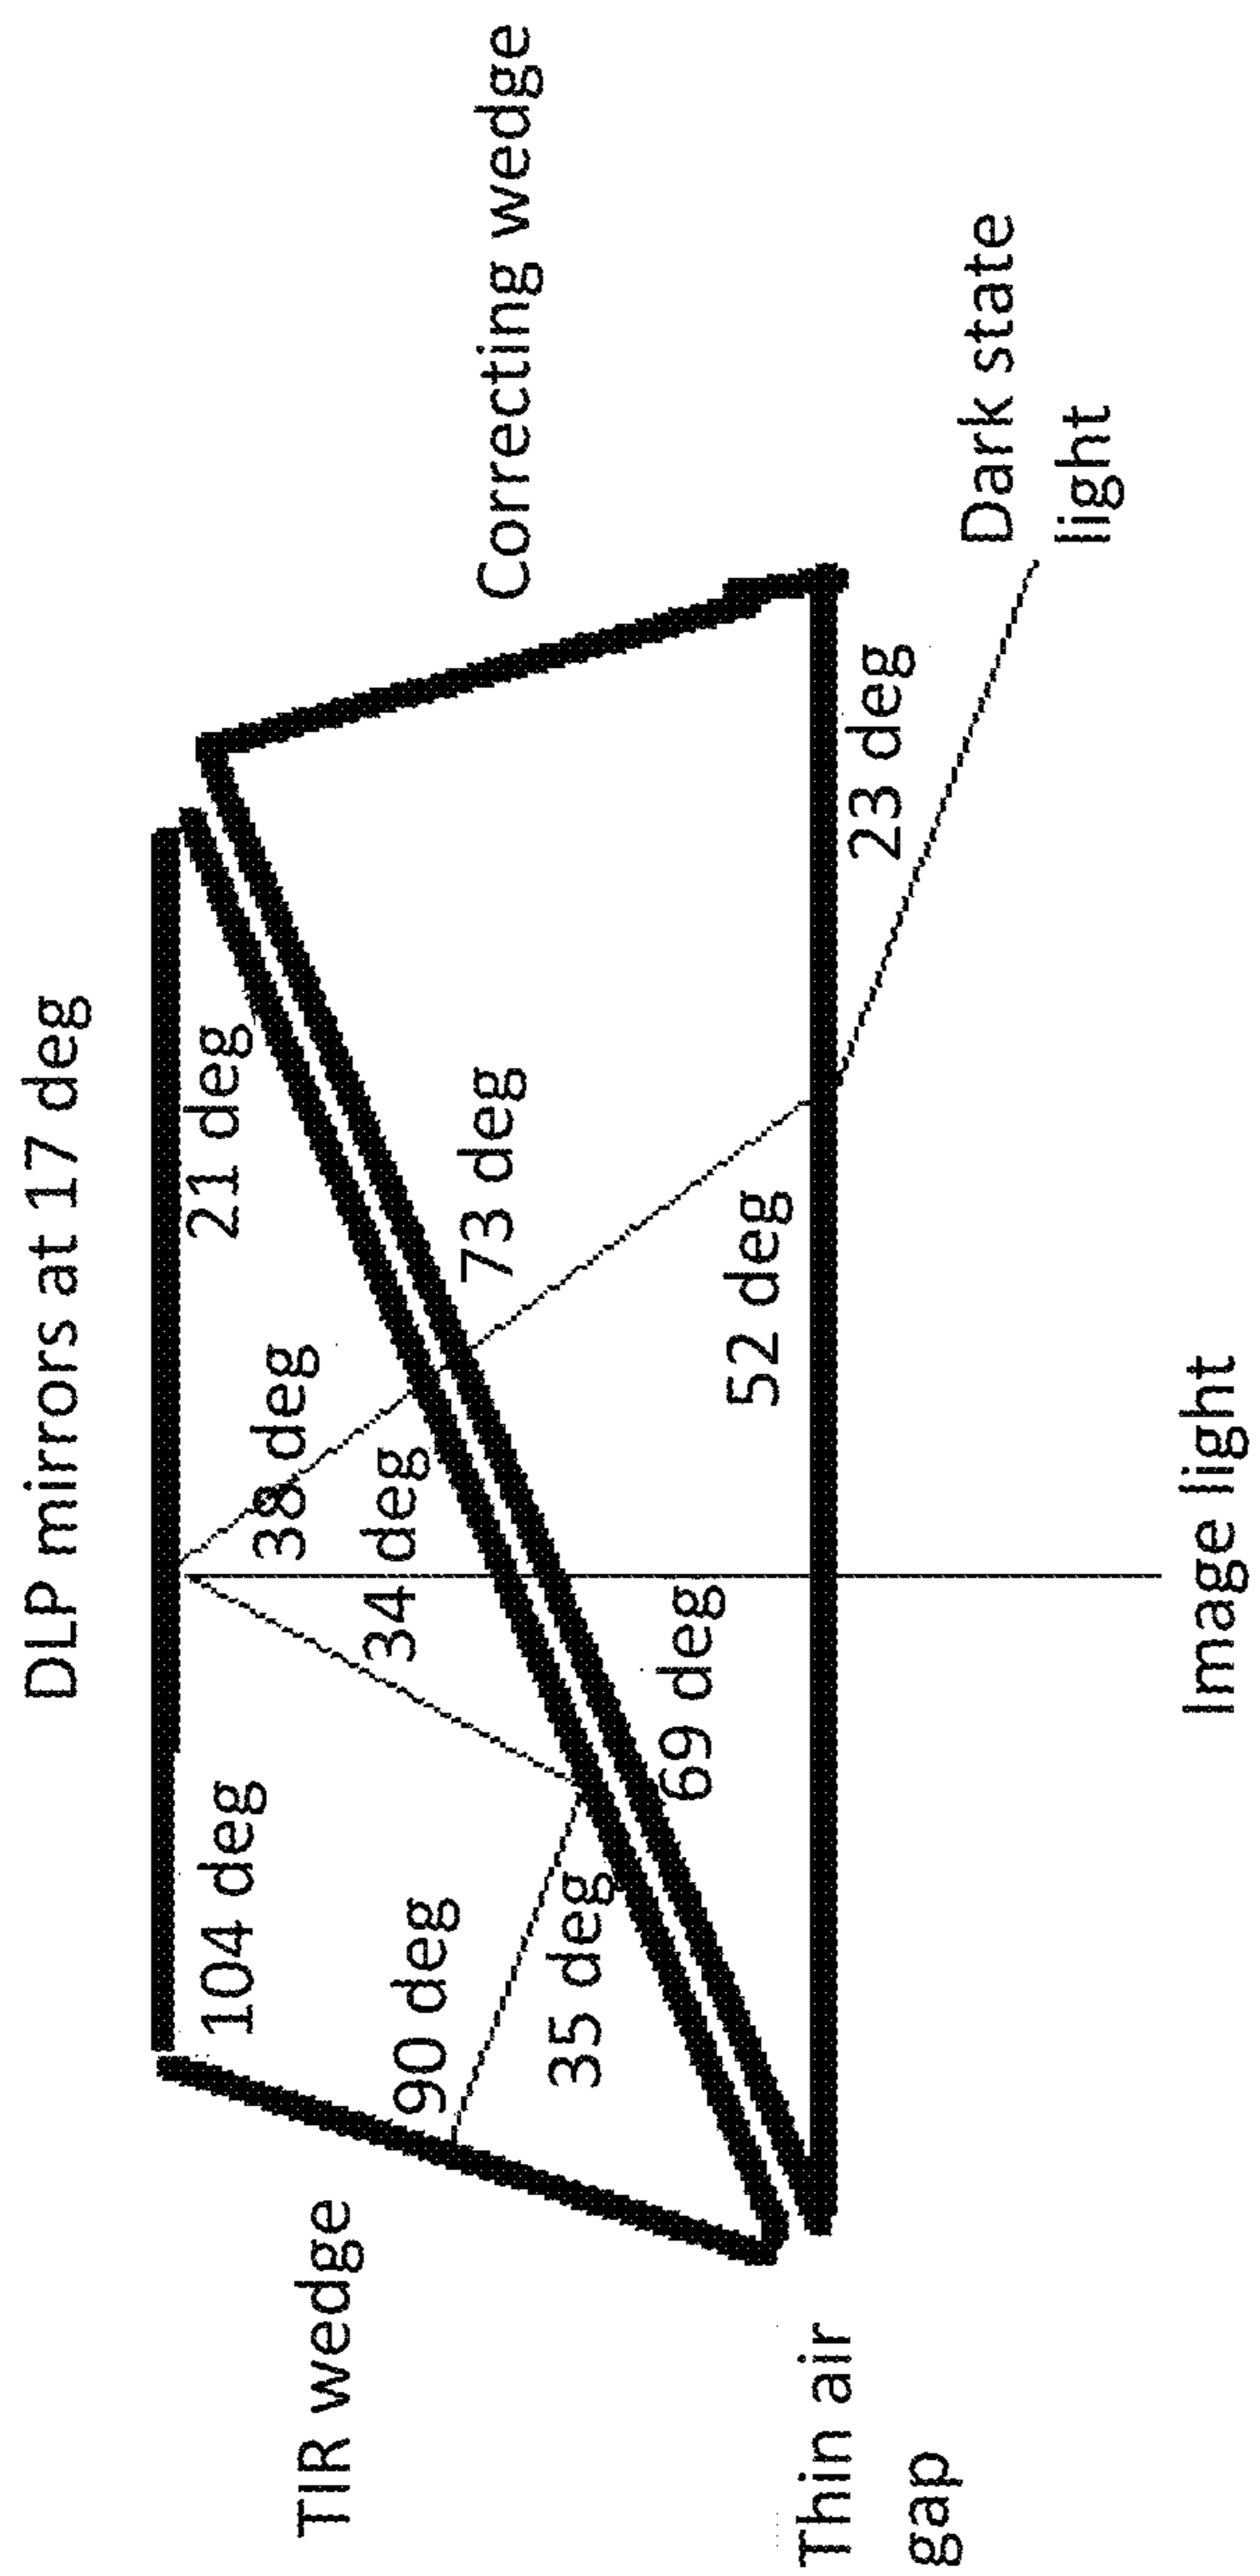 DLP mirrors at 17 deg
TIR wedge
104 deg
21 deg
38 deg
34 deg
90 deg
35 deg
73 deg
69 deg
52 deg
23 deg
Correcting wedge
Thin air
gap
Dark state
light
Image light